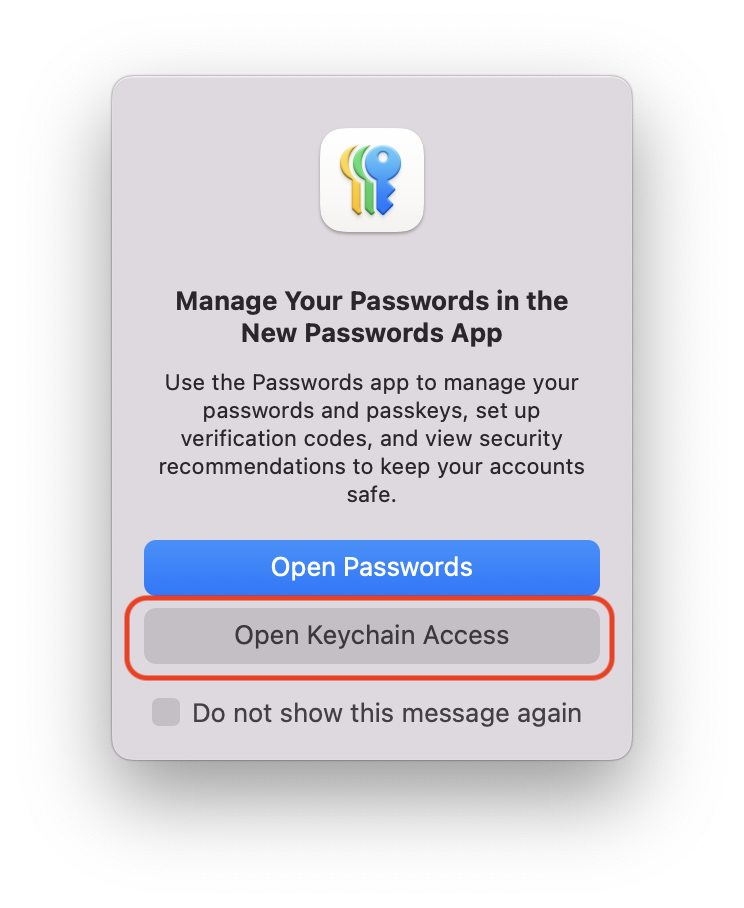 Manage Your Passwords in the
New Passwords App
Use the Passwords app to manage your
passwords and passkeys, set up
verification codes, and view security
recommendations to keep your accounts
safe.
Open Passwords
Open Keychain Access
Do not show this message again